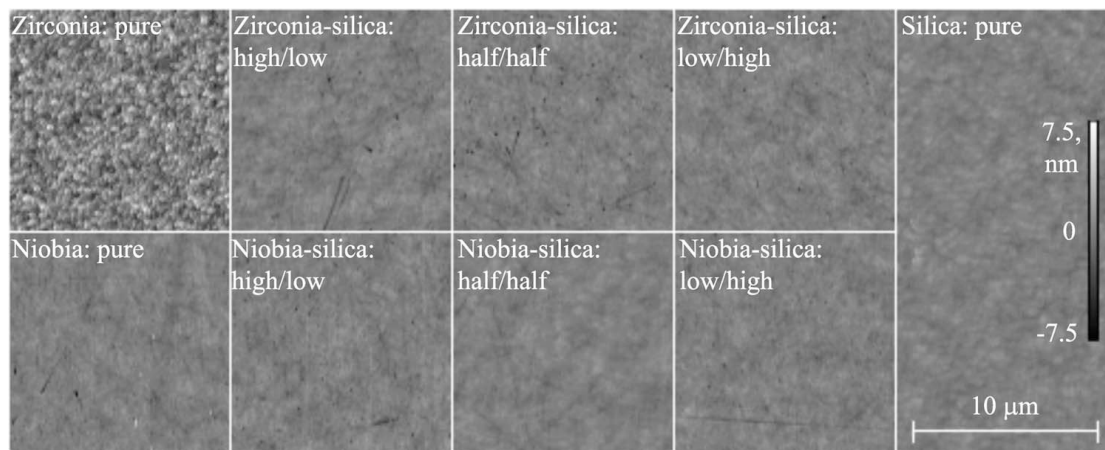 Zirconia: pure
Zirconia-silica:
high/low
Zirconia-silica:
half/half
Zirconia-silica:
low/high
Silica: pure
7.5,
nm
0
-7.5
10 μm
Niobia: pure
Niobia-silica:
high/low
Niobia-silica:
half/half
Niobia-silica:
low/high